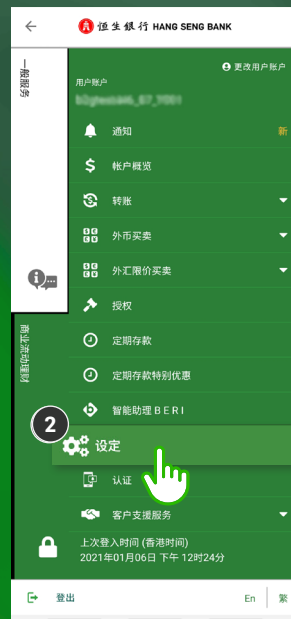 恒生銀行 HANG SENG BANK
一般服务
更改用户账户
用户账户
通知
新
帐户概览
转账
外币买卖
外汇限价买卖
授权
定期存款
定期存款特别优惠
商业流动理财
智能助理 B E R I
2
设定
认证
客户支援服务
上次登入时间 (香港时间)
2021年01月06日 下午 12时24分
登出
En
繁